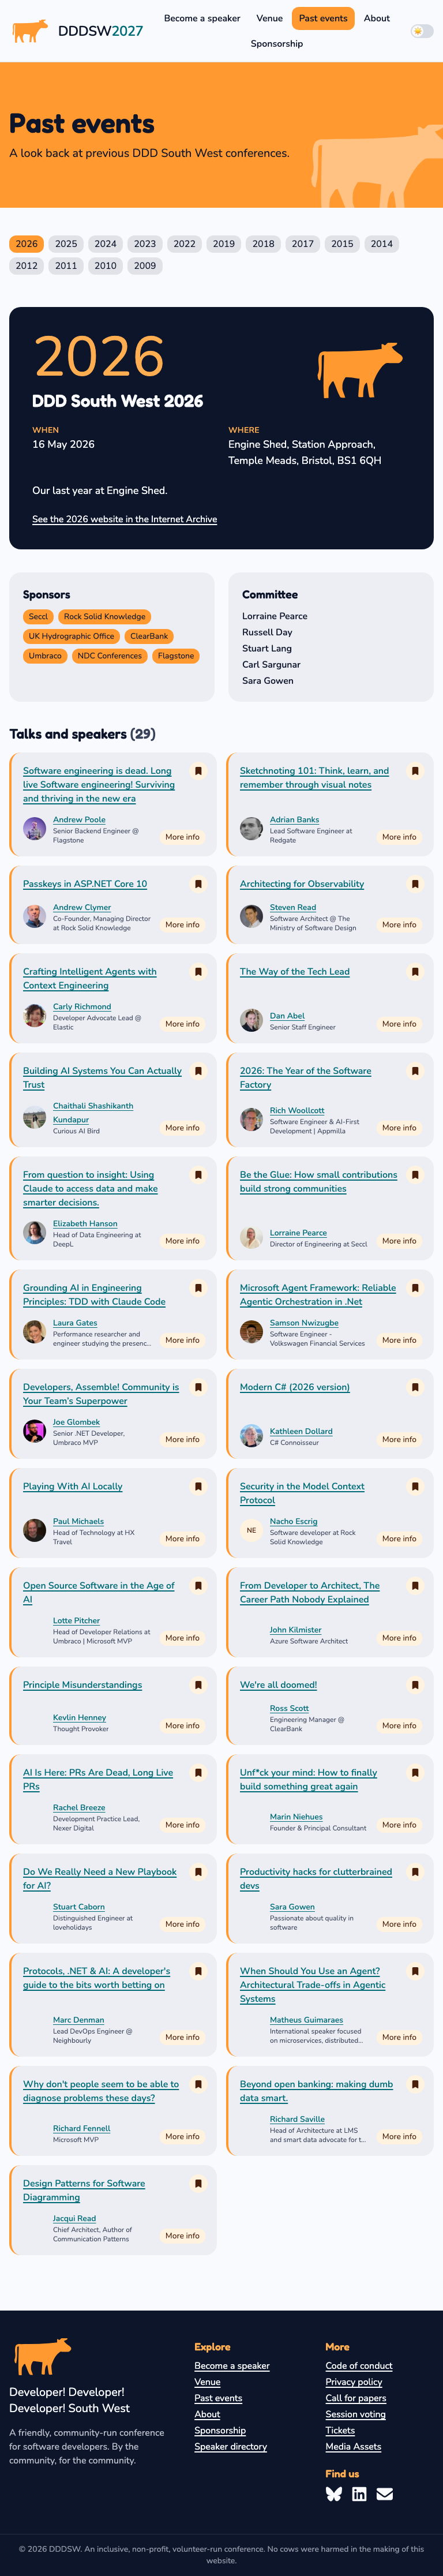 DDDSW2027
Become a speaker
Venue
Past events
About
Sponsorship
Past events
A look back at previous DDD South West conferences.
2026 2025 2024 2023 2022 2019 2018 2017 2015 2014
2012 2011 2010 2009
2026
DDD South West 2026
WHEN
16 May 2026
WHERE
Engine Shed, Station Approach,
Temple Meads, Bristol, BS1 6QH
Our last year at Engine Shed.
See the 2026 website in the Internet Archive
Sponsors
Seccl Rock Solid Knowledge
UK Hydrographic Office ClearBank
Umbraco NDC Conferences Flagstone
Committee
Lorraine Pearce
Russell Day
Stuart Lang
Carl Sargunar
Sara Gowen
Talks and speakers (29)
Software engineering is dead. Long
live Software engineering! Surviving
and thriving in the new era
Andrew Poole
Senior Backend Engineer @
Flagstone
More info
Sketchnoting 101: Think, learn, and
remember through visual notes
Adrian Banks
Lead Software Engineer at
Redgate
More info
Passkeys in ASP.NET Core 10
Andrew Clymer
Co-Founder, Managing Director
at Rock Solid Knowledge
More info
Architecting for Observability
Steven Read
Software Architect @ The
Ministry of Software Design
More info
Crafting Intelligent Agents with
Context Engineering
Carly Richmond
Developer Advocate Lead @
Elastic
More info
The Way of the Tech Lead
Dan Abel
Senior Staff Engineer
More info
Building AI Systems You Can Actually
Trust
Chaithali Shashikanth
Kundapur
Curious AI Bird
More info
2026: The Year of the Software
Factory
Rich Woollcott
Software Engineer & AI-First
Development | Appmilla
More info
From question to insight: Using
Claude to access data and make
smarter decisions.
Elizabeth Hanson
Head of Data Engineering at
DeepL
More info
Be the Glue: How small contributions
build strong communities
Lorraine Pearce
Director of Engineering at Seccl
More info
Grounding AI in Engineering
Principles: TDD with Claude Code
Laura Gates
Performance researcher and
engineer studying the presenc...
More info
Microsoft Agent Framework: Reliable
Agentic Orchestration in .Net
Samson Nwizugbe
Software Engineer -
Volkswagen Financial Services
More info
Developers, Assemble! Community is
Your Team's Superpower
Joe Glombek
Senior .NET Developer,
Umbraco MVP
More info
Modern C# (2026 version)
Kathleen Dollard
C# Connoisseur
More info
Playing With AI Locally
Paul Michaels
Head of Technology at HX
Travel
More info
Security in the Model Context
Protocol
NE
Nacho Escrig
Software developer at Rock
Solid Knowledge
More info
Open Source Software in the Age of
AI
Lotte Pitcher
Head of Developer Relations at
Umbraco | Microsoft MVP
More info
From Developer to Architect, The
Career Path Nobody Explained
John Kilmister
Azure Software Architect
More info
Principle Misunderstandings
Kevlin Henney
Thought Provoker
More info
We're all doomed!
Ross Scott
Engineering Manager @
ClearBank
More info
AI Is Here: PRs Are Dead, Long Live
PRs
Rachel Breeze
Development Practice Lead,
Nexer Digital
More info
Unf*ck your mind: How to finally
build something great again
Marin Niehues
Founder & Principal Consultant
More info
Do We Really Need a New Playbook
for AI?
Stuart Caborn
Distinguished Engineer at
loveholidays
More info
Productivity hacks for clutterbrained
devs
Sara Gowen
Passionate about quality in
software
More info
Protocols, .NET & AI: A developer's
guide to the bits worth betting on
Marc Denman
Lead DevOps Engineer @
Neighbourly
More info
When Should You Use an Agent?
Architectural Trade-offs in Agentic
Systems
Matheus Guimaraes
International speaker focused
on microservices, distributed...
More info
Why don't people seem to be able to
diagnose problems these days?
Richard Fennell
Microsoft MVP
More info
Beyond open banking: making dumb
data smart.
Richard Saville
Head of Architecture at LMS
and smart data advocate for t...
More info
Design Patterns for Software
Diagramming
Jacqui Read
Chief Architect, Author of
Communication Patterns
More info
Developer! Developer!
Developer! South West
A friendly, community-run conference
for software developers. By the
community, for the community.
Explore
Become a speaker
Venue
Past events
About
Sponsorship
Speaker directory
More
Code of conduct
Privacy policy
Call for papers
Session voting
Tickets
Media Assets
Find us
© 2026 DDDSW. An inclusive, non-profit, volunteer-run conference. No cows were harmed in the making of this
website.